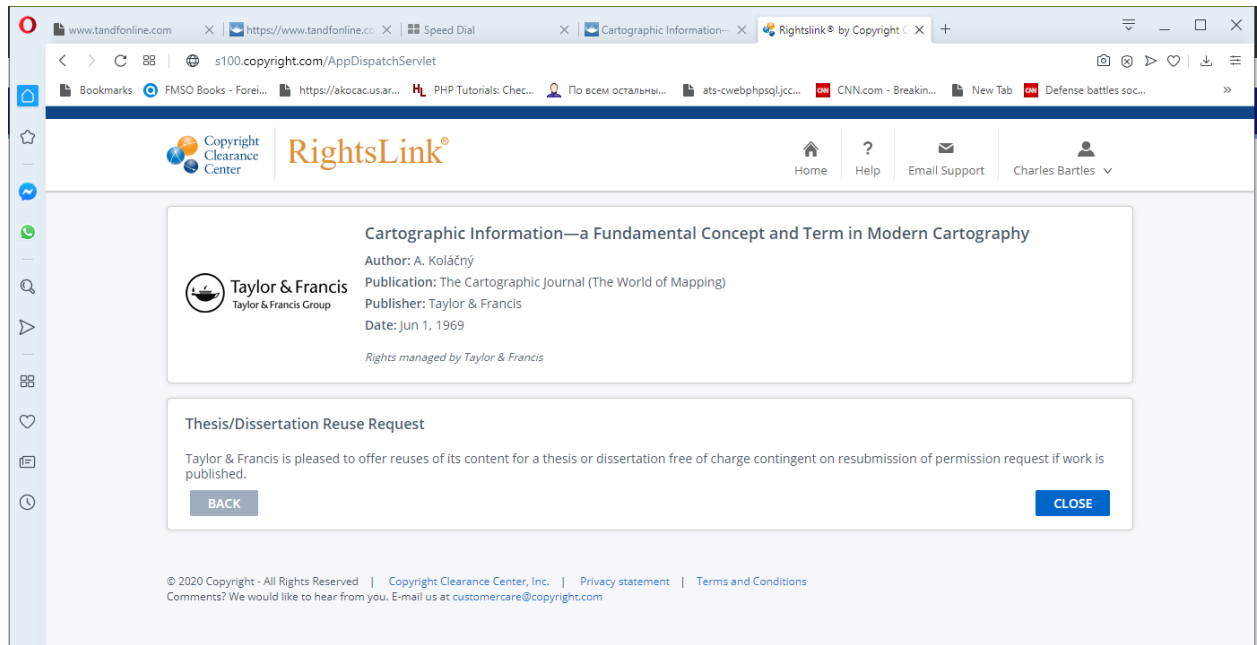 www.tandfonline.com
https://www.tandfonline.co
Speed Dial
Cartographic Information—
Rightslink® by Copyright C
s100.copyright.com/AppDispatchServlet
Bookmarks
FMSO Books - Forei...
https://akocac.us.ar...
HL PHP Tutorials: Chec...
По всем остальны...
ats-cwebphpsql.jcc...
CNN CNN.com - Breakin...
New Tab
CNN Defense battles soc...
Copyright
Clearance
Center
RightsLink®
Home
? Help
Email Support
Charles Bartles
Cartographic Information—a Fundamental Concept and Term in Modern Cartography
Author: A. Koláčný
Taylor & Francis
Taylor & Francis Group
Publication: The Cartographic Journal (The World of Mapping)
Publisher: Taylor & Francis
Date: Jun 1, 1969
Rights managed by Taylor & Francis
Thesis/Dissertation Reuse Request
Taylor & Francis is pleased to offer reuses of its content for a thesis or dissertation free of charge contingent on resubmission of permission request if work is
published.
BACK
CLOSE
© 2020 Copyright - All Rights Reserved | Copyright Clearance Center, Inc. | Privacy statement | Terms and Conditions
Comments? We would like to hear from you. E-mail us at customercare@copyright.com